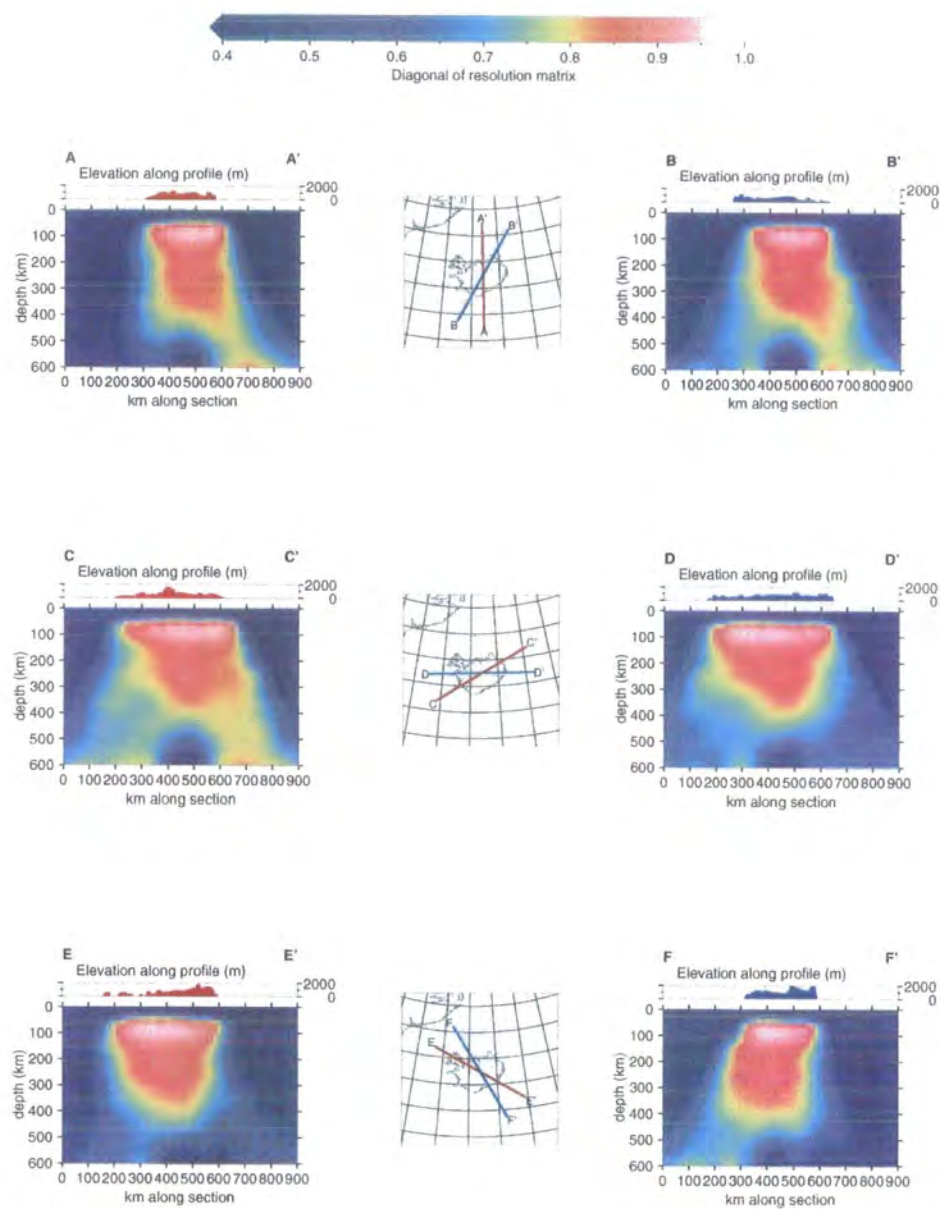 0.4 0.5 0.6 0.7 0.8 0.9 1.0
Diagonal of resolution matrix
A A'
Elevation along profile (m)
2000
0
0
100
200
300
400
500
600
depth (km)
0 100 200 300 400 500 600 700 800 900
km along section
A'
B'
B
A
B B'
Elevation along profile (m)
2000
0
0
100
200
300
400
500
600
depth (km)
0 100 200 300 400 500 600 700 800 900
km along section
C C'
Elevation along profile (m)
2000
0
0
100
200
300
400
500
600
depth (km)
0 100 200 300 400 500 600 700 800 900
km along section
C'
D D'
C
D D'
Elevation along profile (m)
2000
0
0
100
200
300
400
500
600
depth (km)
0 100 200 300 400 500 600 700 800 900
km along section
E E'
Elevation along profile (m)
2000
0
0
100
200
300
400
500
600
depth (km)
0 100 200 300 400 500 600 700 800 900
km along section
F
E
E'
F'
F F'
Elevation along profile (m)
2000
0
0
100
200
300
400
500
600
depth (km)
0 100 200 300 400 500 600 700 800 900
km along section